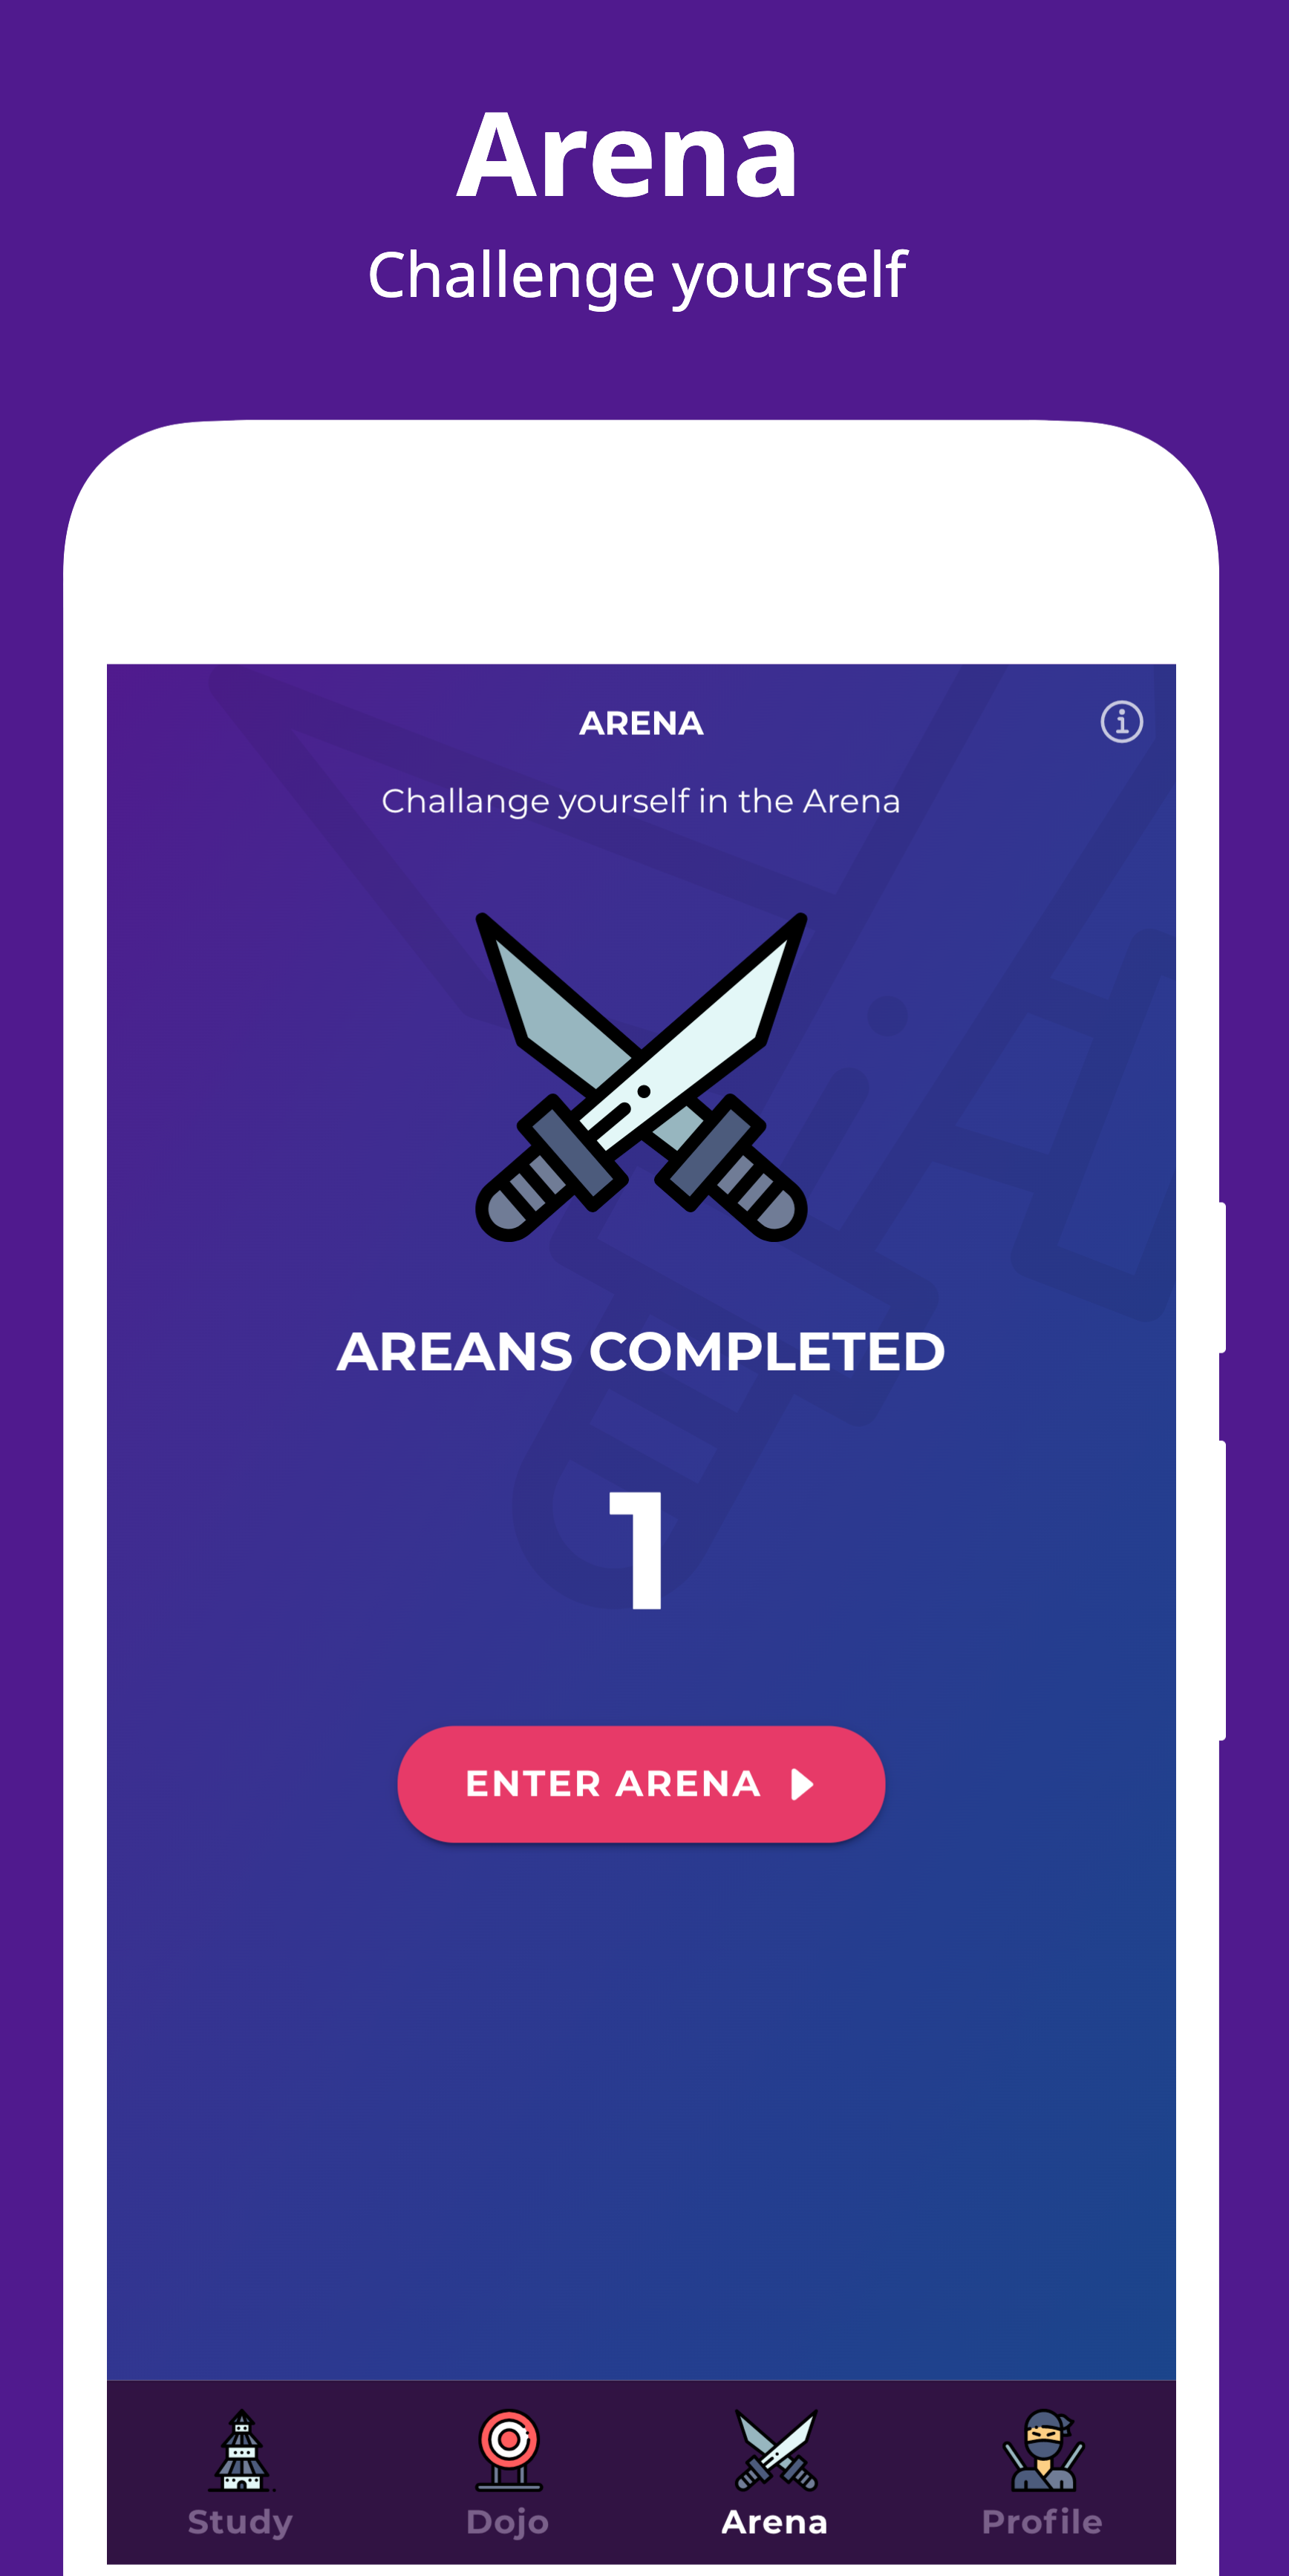 Arena
Challenge yourself
ARENA
Challange yourself in the Arena
AREANS COMPLETED
1
ENTER ARENA
Study
Dojo
Arena
Profile